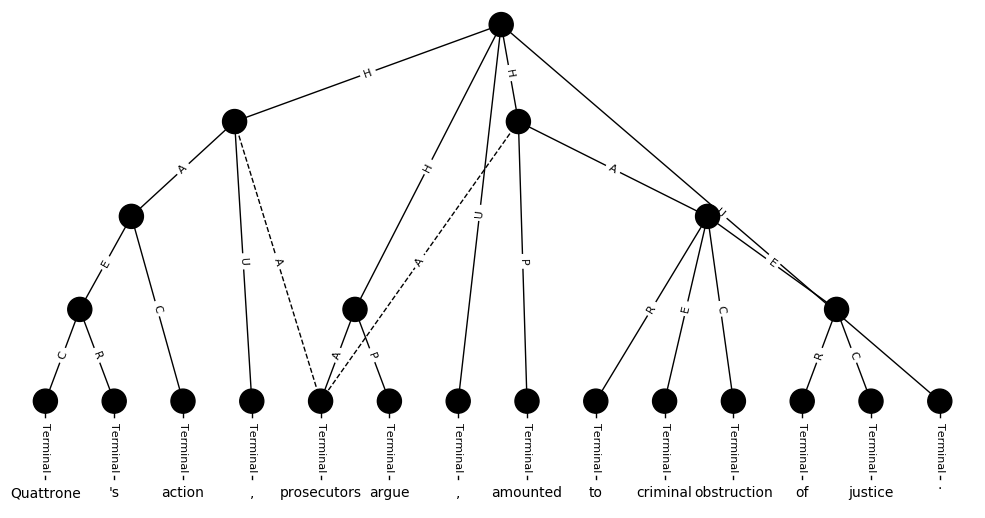 H
H
A
H
A
U
U
E
C
U
A
A
P
R
E
C
E
C
R
A
P
R
C
Terminal Terminal Terminal Terminal Terminal Terminal Terminal Terminal Terminal Terminal Terminal Terminal Terminal Terminal
Quattrone 's action , prosecutors argue , amounted to criminal obstruction of justice .